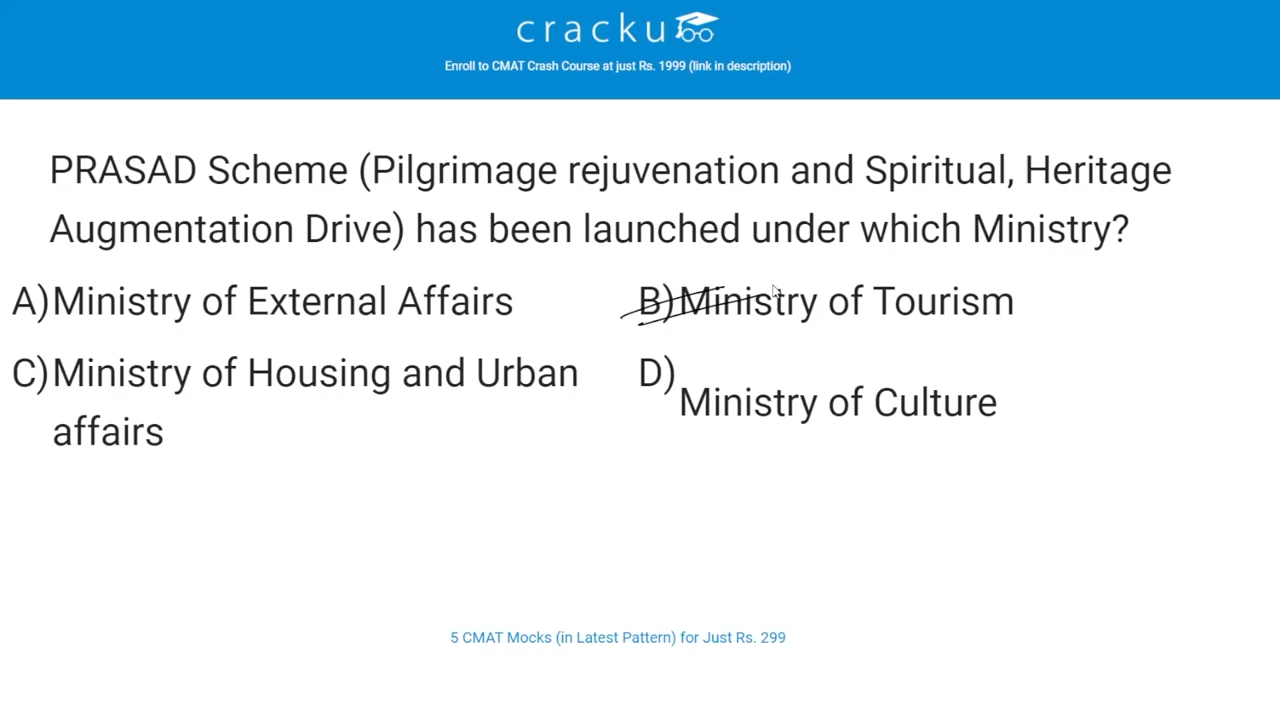 cracku
Enroll to CMAT Crash Course at just Rs. 1999 (link in description)
PRASAD Scheme (Pilgrimage rejuvenation and Spiritual, Heritage
Augmentation Drive) has been launched under which Ministry?
A) Ministry of External Affairs
B) Ministry of Tourism
C) Ministry of Housing and Urban
affairs
D)
Ministry of Culture
5 CMAT Mocks (in Latest Pattern) for Just Rs. 299